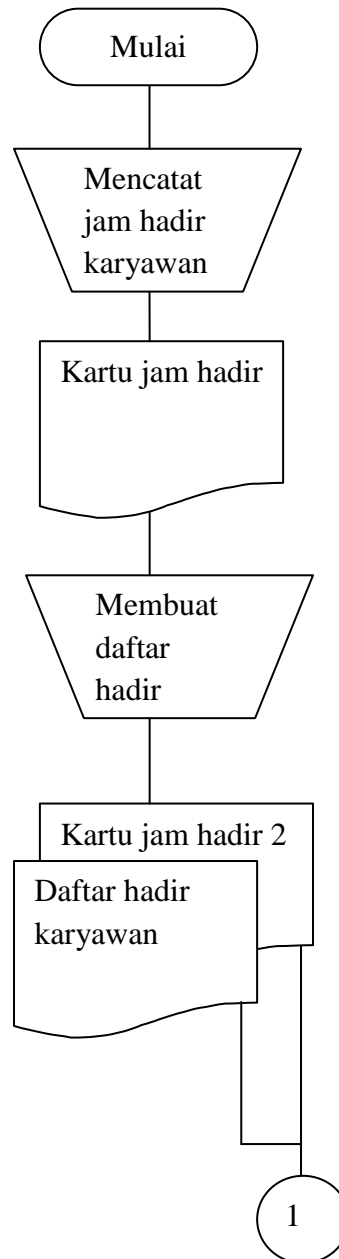 Mulai
Mencatat
jam hadir
karyawan
Kartu jam hadir
Membuat
daftar
hadir
Kartu jam hadir 2
Daftar hadir
karyawan
1